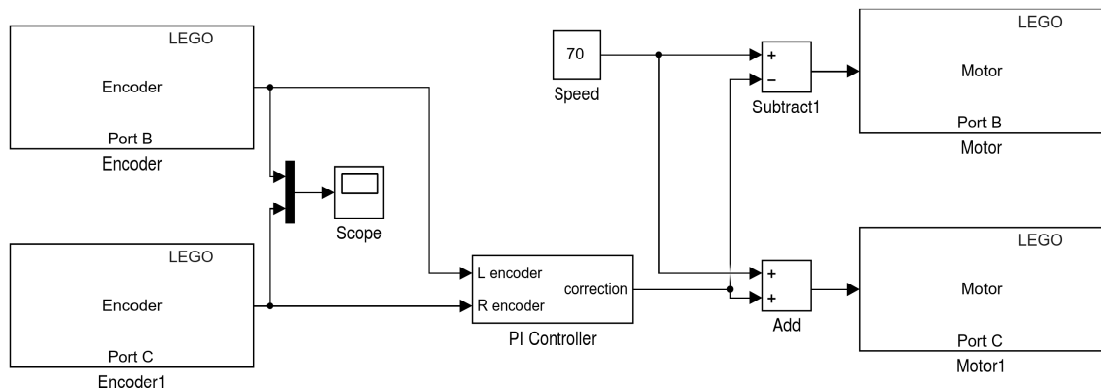 LEGO
Encoder
Port B
Encoder
LEGO
Encoder
Port C
Encoder1
Scope
L encoder
R encoder
correction
PI Controller
70
Speed
+
−
Subtract1
+
+
Add
LEGO
Motor
Port B
Motor
LEGO
Motor
Port C
Motor1